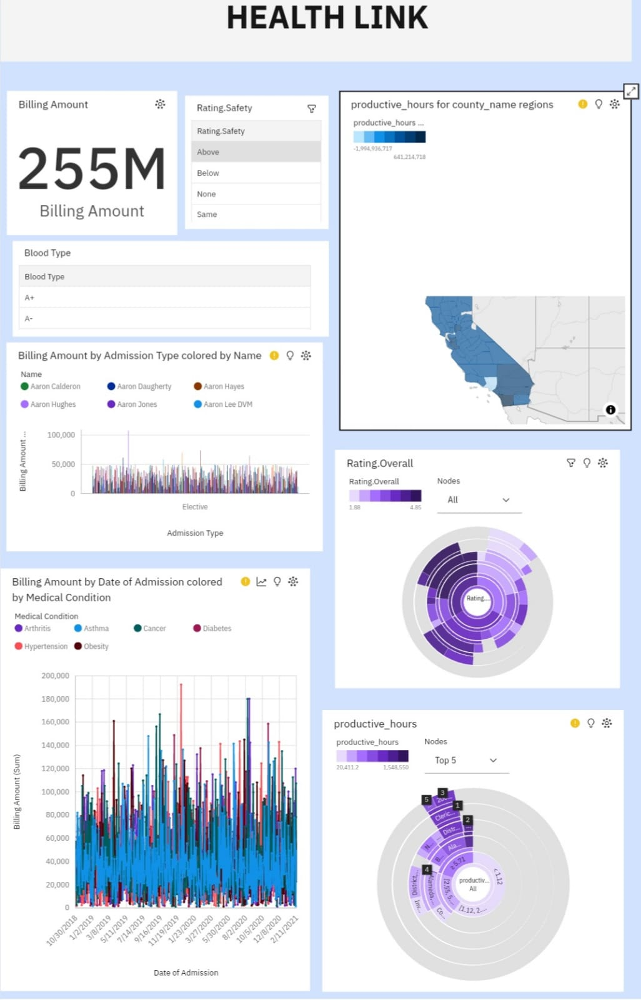 HEALTH LINK
Billing Amount
255M
Billing Amount
Rating.Safety
Rating.Safety
Above
Below
None
Same
productive_hours for county_name regions
productive_hours ...
-1,994,936,717
641,214,718
Blood Type
Blood Type
A+
A-
Billing Amount by Admission Type colored by Name
Name
Aaron Calderon
Aaron Daugherty
Aaron Hayes
Aaron Hughes
Aaron Jones
Aaron Lee DVM
Billing Amount ...
100,000
50,000
0
Elective
Admission Type
Rating.Overall
Rating.Overall
1.88
4.85
Nodes
All
Rating....
Billing Amount by Date of Admission colored
by Medical Condition
Medical Condition
Arthritis
Asthma
Cancer
Diabetes
Hypertension
Obesity
Billing Amount (Sum)
200,000
180,000
160,000
140,000
120,000
100,000
80,000
60,000
40,000
20,000
0
10/30/2018
1/2/2019
3/8/2019
5/11/2019
7/14/2019
9/16/2019
11/19/2019
1/23/2020
3/27/2020
5/30/2020
8/2/2020
10/5/2020
12/8/2020
2/11/2021
Date of Admission
productive_hours
productive_hours
20,411.2
1,548,550
Nodes
Top 5
3
5
1
2
4
Cleric...
Distr...
...
Ala...
N...
...
B...
≥ 5.71
< 1.12
[1.12, 2....
[2.55, 5....
Alameda,...
District,...
Inv...
Co...
productiv...
All